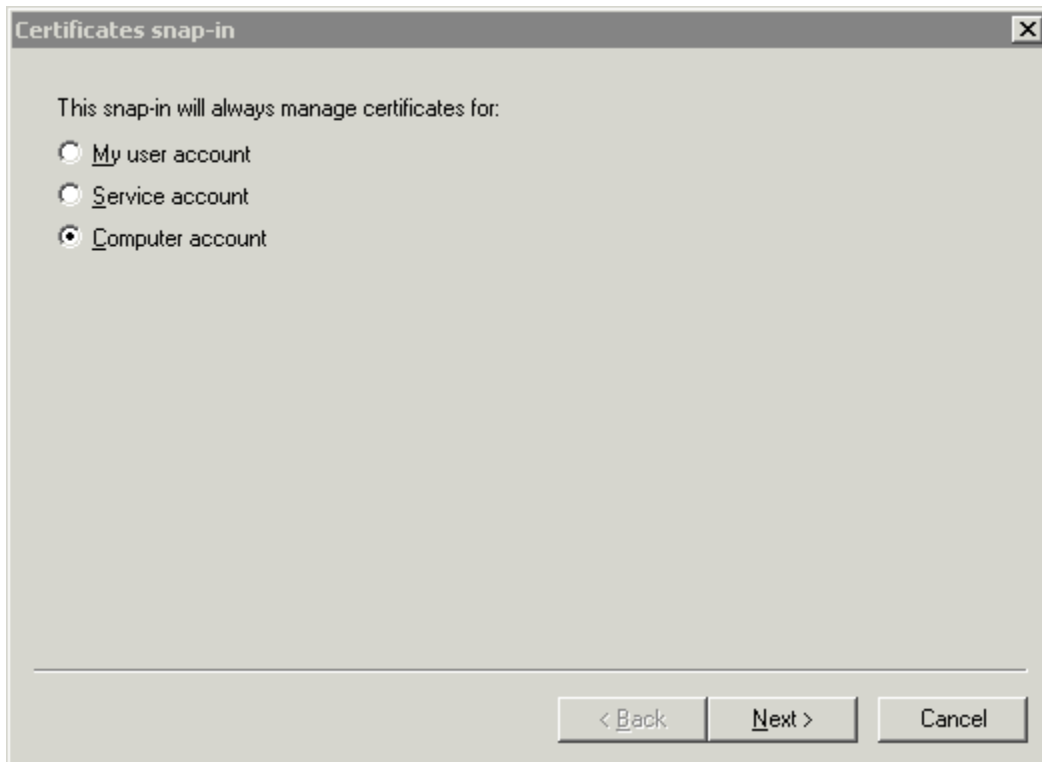 Certificates snap-in
This snap-in will always manage certificates for:
My user account
Service account
Computer account
< Back Next > Cancel